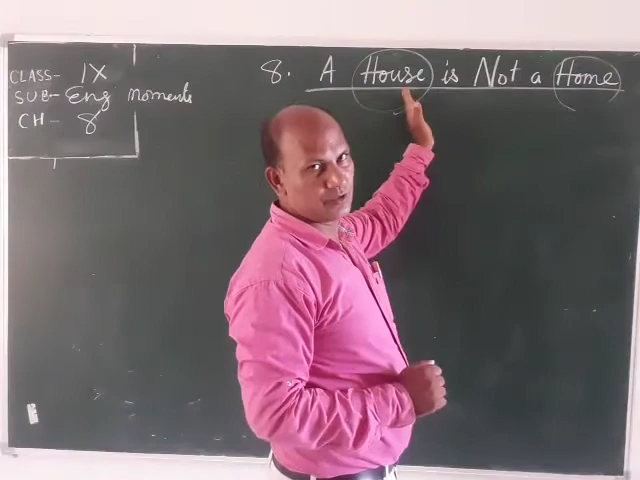 CLASS- IX
SUB- Eng Moments
CH- 8
8. A House is Not a Home